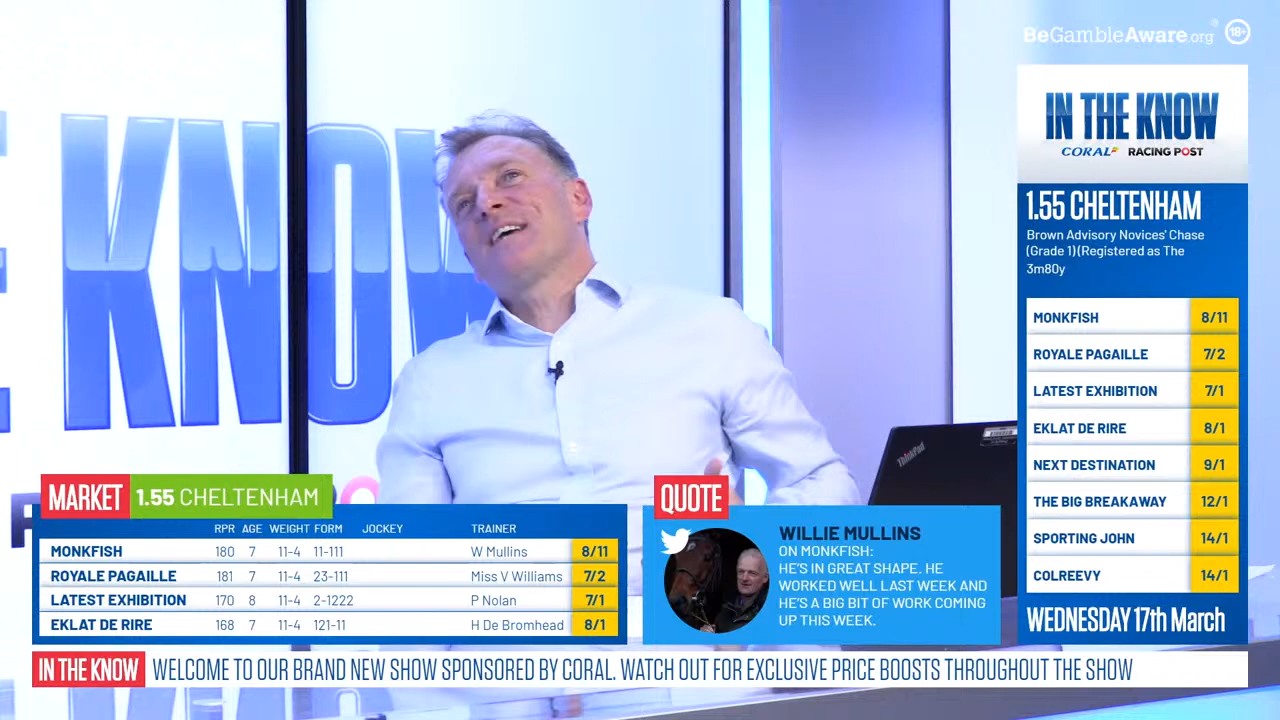 BeGambleAware.org® 18+
IN THE KNOW
CORAL RACING POST
1.55 CHELTENHAM
Brown Advisory Novices' Chase
(Grade 1)(Registered as The
3m80y
MONKFISH 8/11
ROYALE PAGAILLE 7/2
LATEST EXHIBITION 7/1
EKLAT DE RIRE 8/1
NEXT DESTINATION 9/1
THE BIG BREAKAWAY 12/1
SPORTING JOHN 14/1
COLREEVY 14/1
WEDNESDAY 17th March
E KNOW
ThinkPad
MARKET 1.55 CHELTENHAM
RPR AGE WEIGHT FORM JOCKEY TRAINER
MONKFISH 180 7 11-4 11-111 W Mullins 8/11
ROYALE PAGAILLE 181 7 11-4 23-111 Miss V Williams 7/2
LATEST EXHIBITION 170 8 11-4 2-1222 P Nolan 7/1
EKLAT DE RIRE 168 7 11-4 121-11 H De Bromhead 8/1
QUOTE
WILLIE MULLINS
ON MONKFISH:
HE'S IN GREAT SHAPE. HE
WORKED WELL LAST WEEK AND
HE'S A BIG BIT OF WORK COMING
UP THIS WEEK.
IN THE KNOW WELCOME TO OUR BRAND NEW SHOW SPONSORED BY CORAL. WATCH OUT FOR EXCLUSIVE PRICE BOOSTS THROUGHOUT THE SHOW